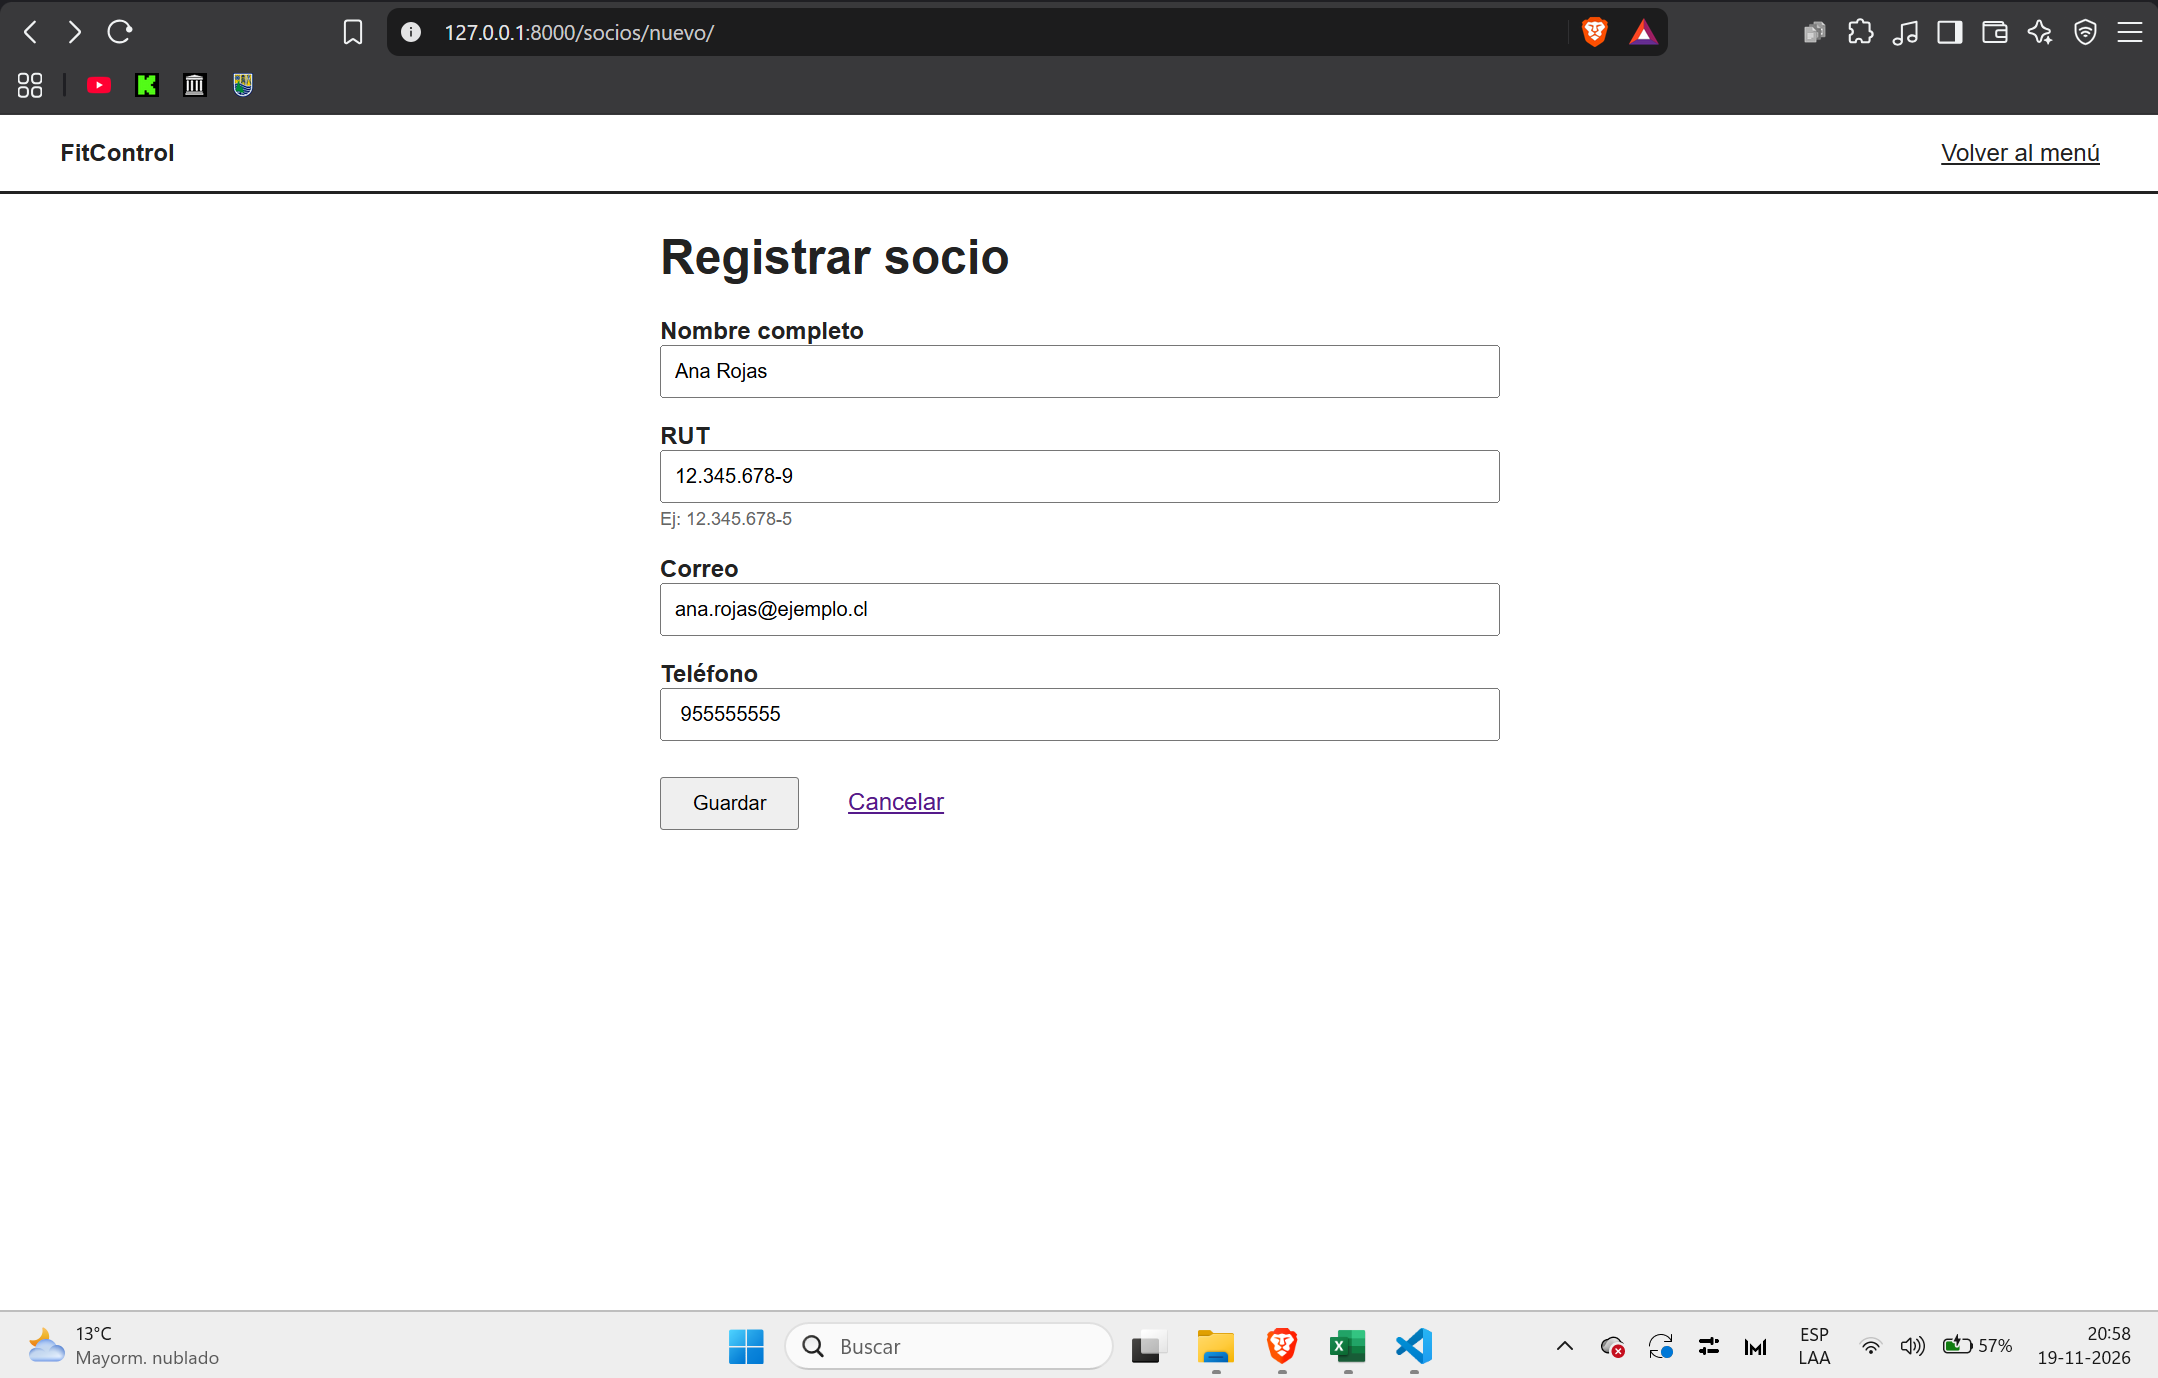 127.0.0.1:8000/socios/nuevo/
FitControl
Volver al menú
Registrar socio
Nombre completo
Ana Rojas
RUT
12.345.678-9
Ej: 12.345.678-5
Correo
ana.rojas@ejemplo.cl
Teléfono
955555555
Guardar
Cancelar
13°C
Mayorm. nublado
Buscar
ESP
LAA
57%
20:58
19-11-2026